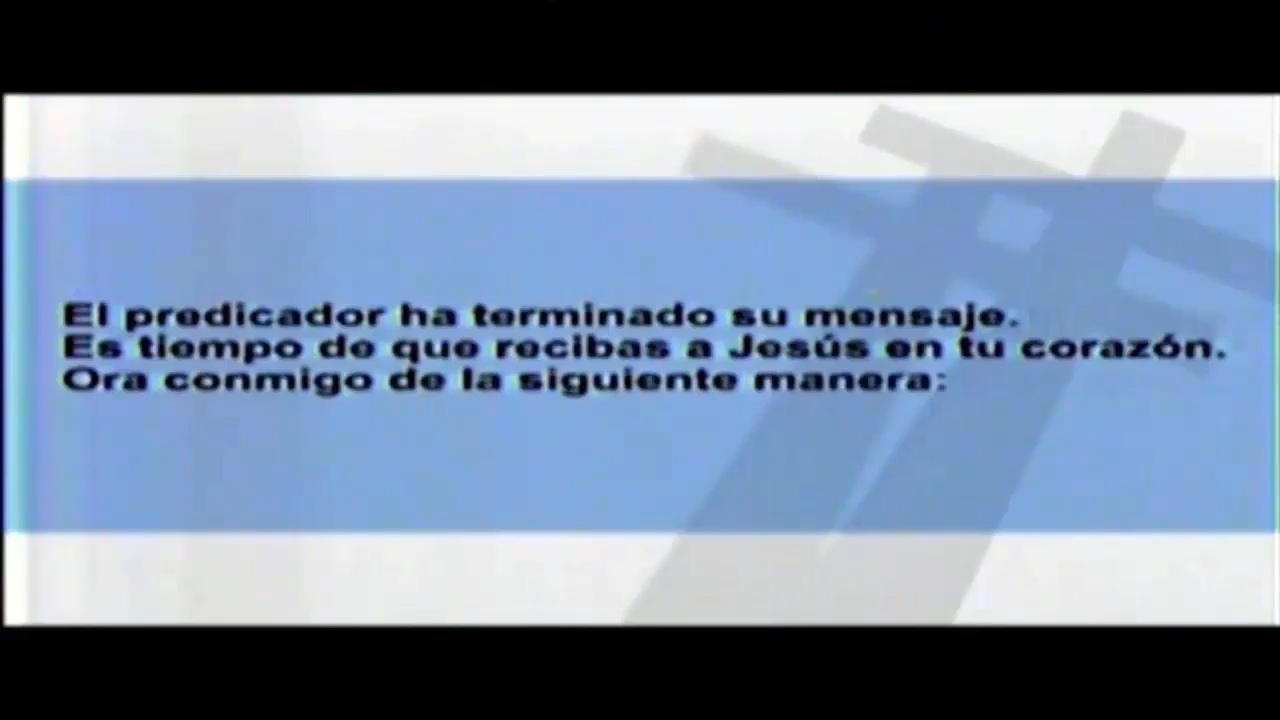 El predicador ha terminado su mensaje.
Es tiempo de que recibas a Jesús en tu corazón.
Ora conmigo de la siguiente manera: